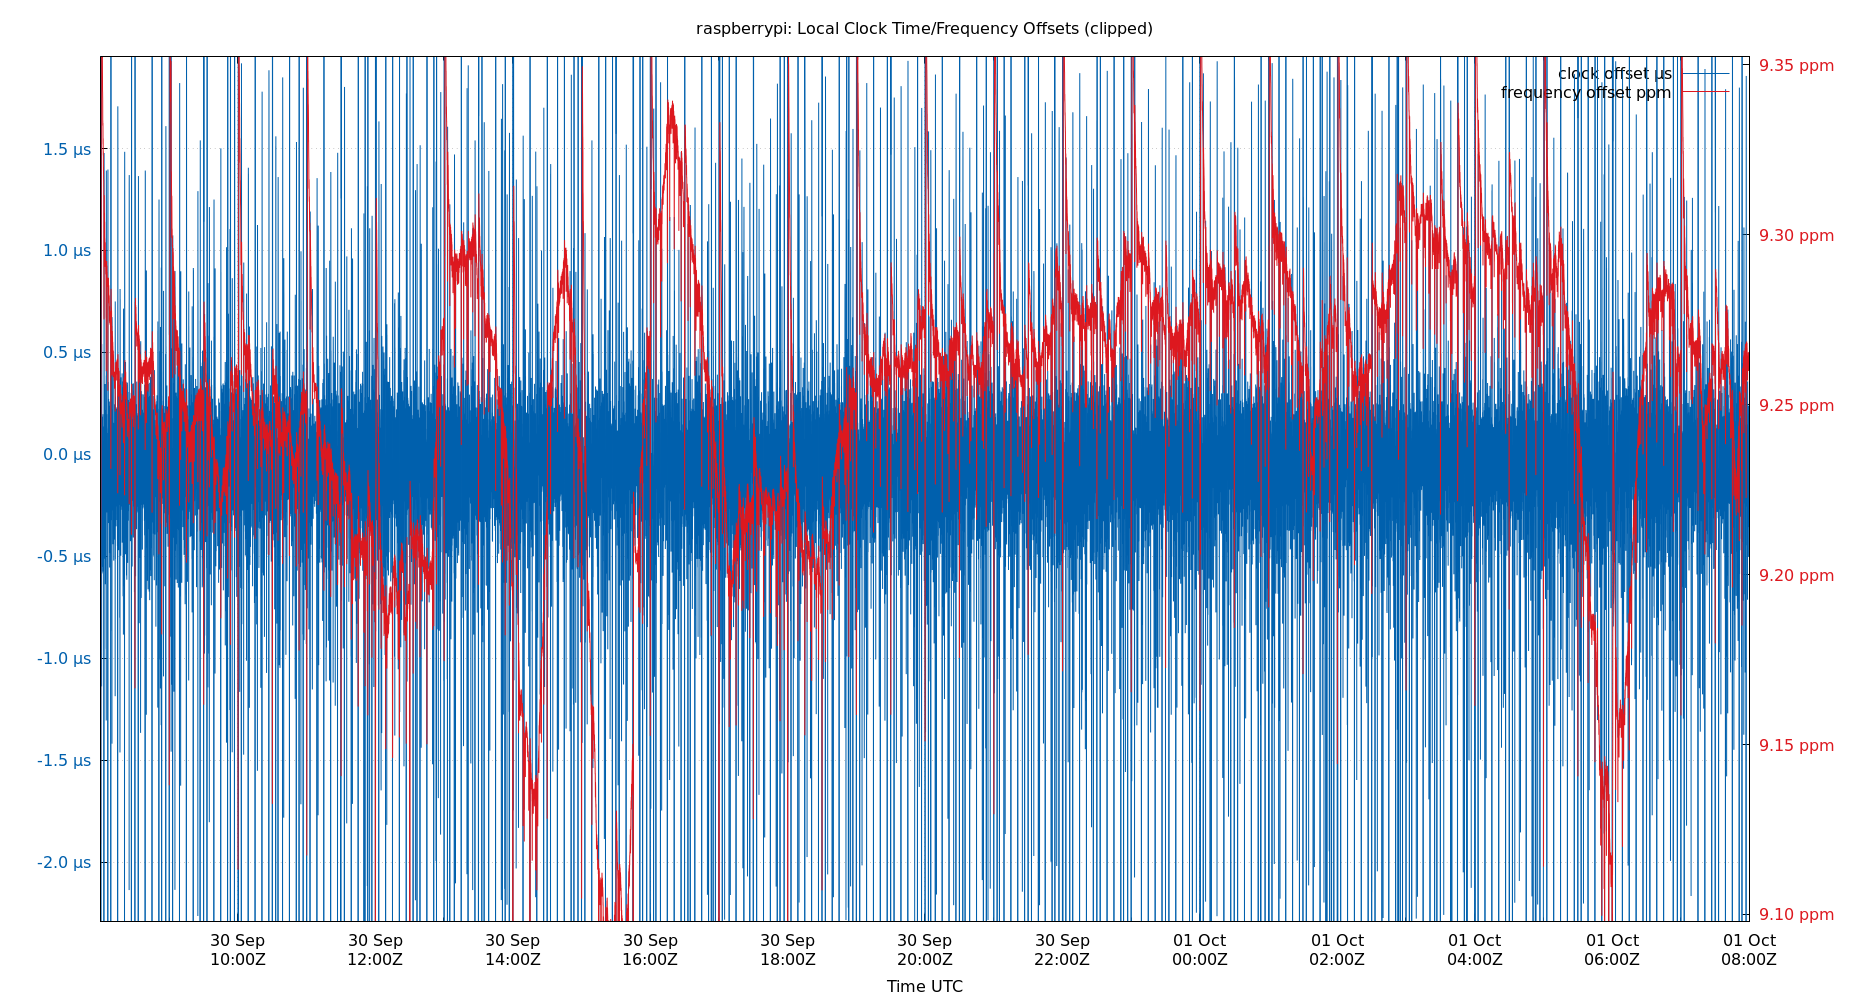 raspberrypi: Local Clock Time/Frequency Offsets (clipped)
clock offset µs
frequency offset ppm
1.5 µs
1.0 µs
0.5 µs
0.0 µs
-0.5 µs
-1.0 µs
-1.5 µs
-2.0 µs
9.35 ppm
9.30 ppm
9.25 ppm
9.20 ppm
9.15 ppm
9.10 ppm
30 Sep
10:00Z
30 Sep
12:00Z
30 Sep
14:00Z
30 Sep
16:00Z
30 Sep
18:00Z
30 Sep
20:00Z
30 Sep
22:00Z
01 Oct
00:00Z
01 Oct
02:00Z
01 Oct
04:00Z
01 Oct
06:00Z
01 Oct
08:00Z
Time UTC